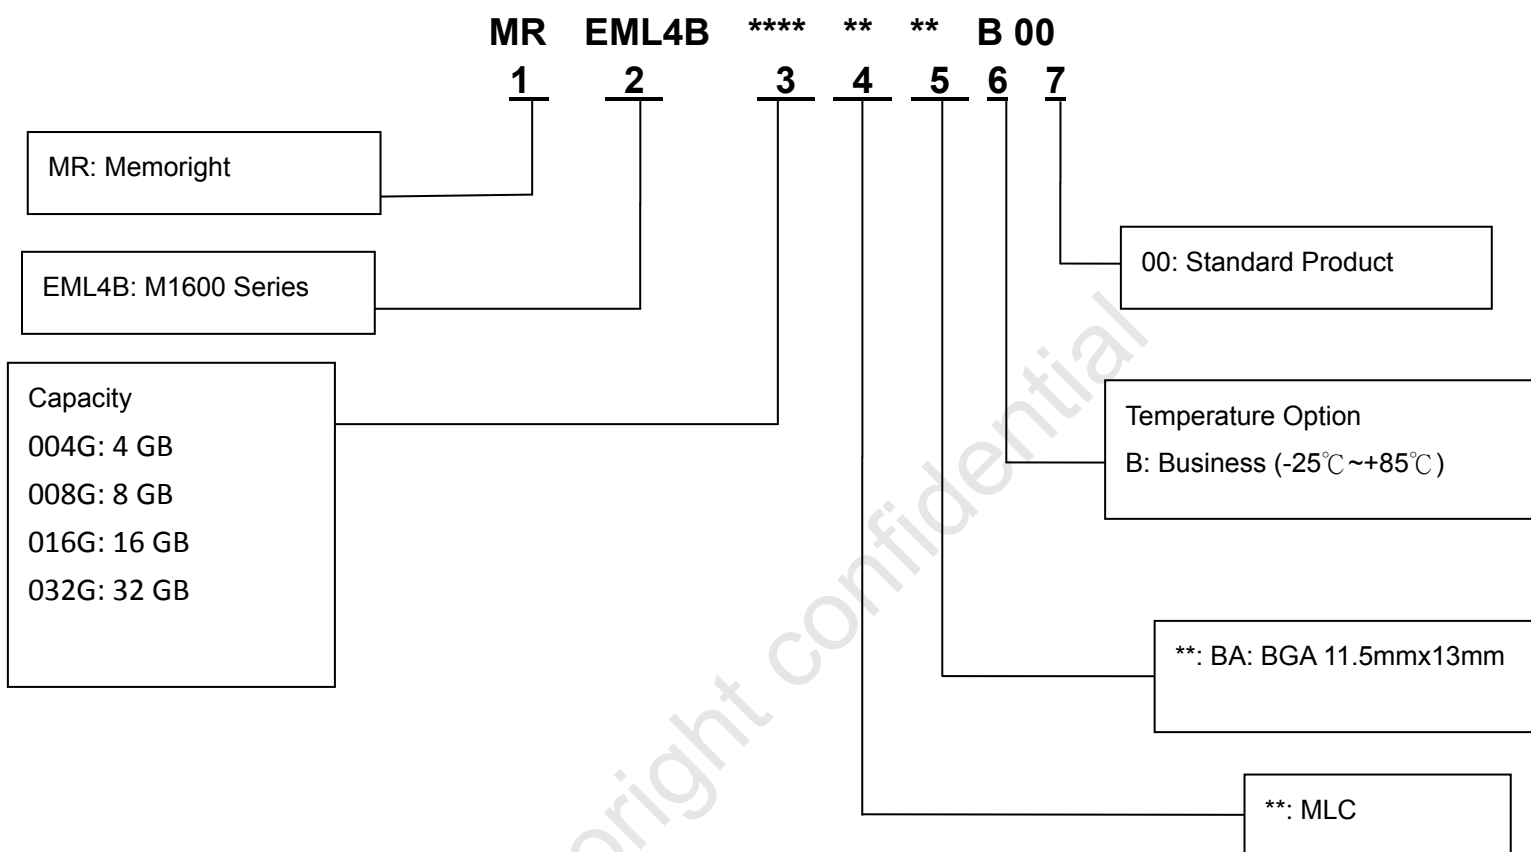 MR EML4B **** ** ** B 00
1 2 3 4 5 6 7
MR: Memoright
EML4B: M1600 Series
00: Standard Product
Capacity
004G: 4 GB
008G: 8 GB
016G: 16 GB
032G: 32 GB
Temperature Option
B: Business (-25℃~+85℃)
**: BA: BGA 11.5mmx13mm
**: MLC
oright confidential